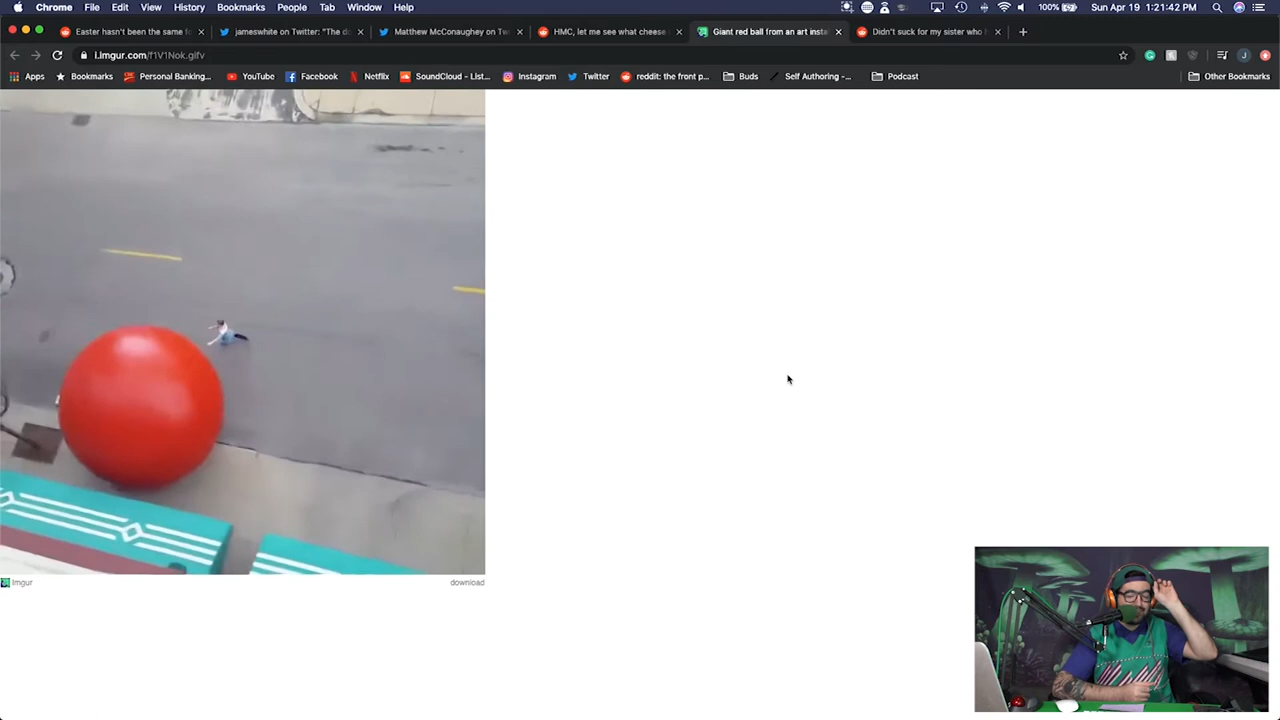 Chrome File Edit View History Bookmarks People Tab Window Help 100% Sun Apr 19 1:21:42 PM
Easter hasn't been the same f jameswhite on Twitter: "The do Matthew McConaughey on Tw HMC, let me see what cheese Giant red ball from an art insta Didn't suck for my sister who
i.imgur.com/f1V1Nok.gifv J
Apps Bookmarks Personal Banking... YouTube Facebook Netflix SoundCloud - List... Instagram Twitter reddit: the front p... Buds Self Authoring -... Podcast Other Bookmarks
Imgur download